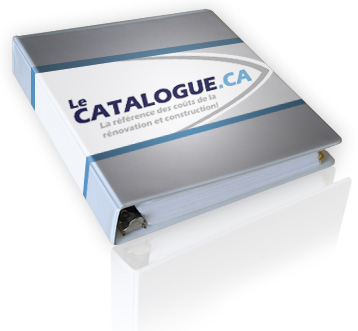 Le
CATALOGUE.CA
La référence des coûts de la
rénovation et construction!